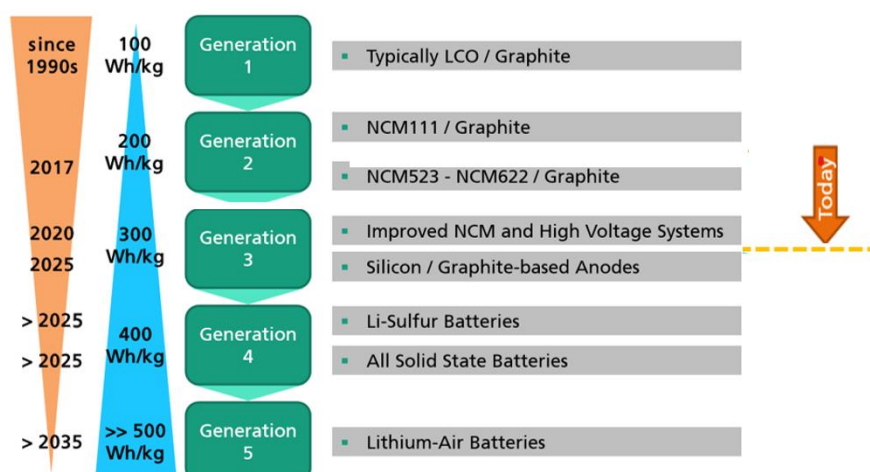 since
1990s
100
Wh/kg
Generation
1
▪ Typically LCO / Graphite
2017
200
Wh/kg
Generation
2
▪ NCM111 / Graphite
▪ NCM523 - NCM622 / Graphite
2020
2025
300
Wh/kg
Generation
3
▪ Improved NCM and High Voltage Systems
▪ Silicon / Graphite-based Anodes
Today
> 2025
> 2025
400
Wh/kg
Generation
4
▪ Li-Sulfur Batteries
▪ All Solid State Batteries
> 2035
>> 500
Wh/kg
Generation
5
▪ Lithium-Air Batteries